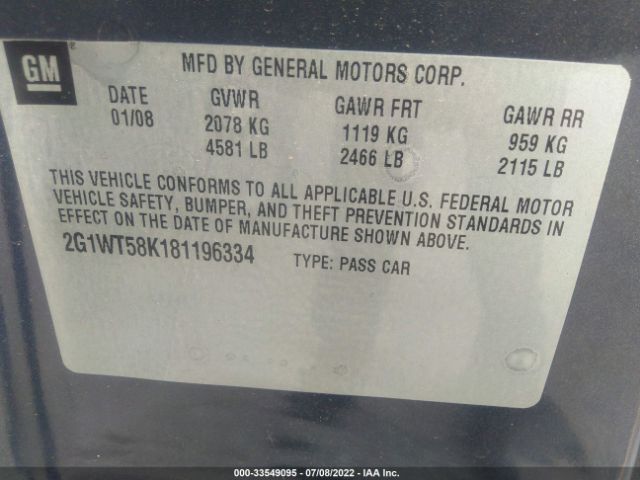 GM
MFD BY GENERAL MOTORS CORP.
DATE GVWR GAWR FRT GAWR RR
01/08 2078 KG 1119 KG 959 KG
4581 LB 2466 LB 2115 LB
THIS VEHICLE CONFORMS TO ALL APPLICABLE U.S. FEDERAL MOTOR
VEHICLE SAFETY, BUMPER, AND THEFT PREVENTION STANDARDS IN
EFFECT ON THE DATE OF MANUFACTURE SHOWN ABOVE.
2G1WT58K181196334 TYPE: PASS CAR
000-33549095 - 07/08/2022 - IAA Inc.